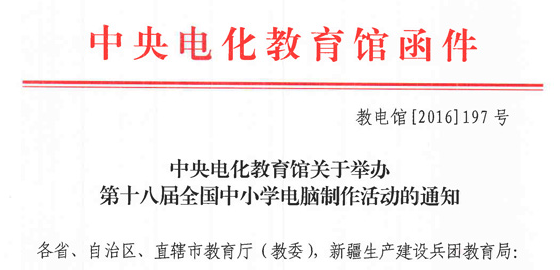 中央电化教育馆函件
教电馆[2016]197号
中央电化教育馆关于举办
第十八届全国中小学电脑制作活动的通知
各省、自治区、直辖市教育厅（教委），新疆生产建设兵团教育局：